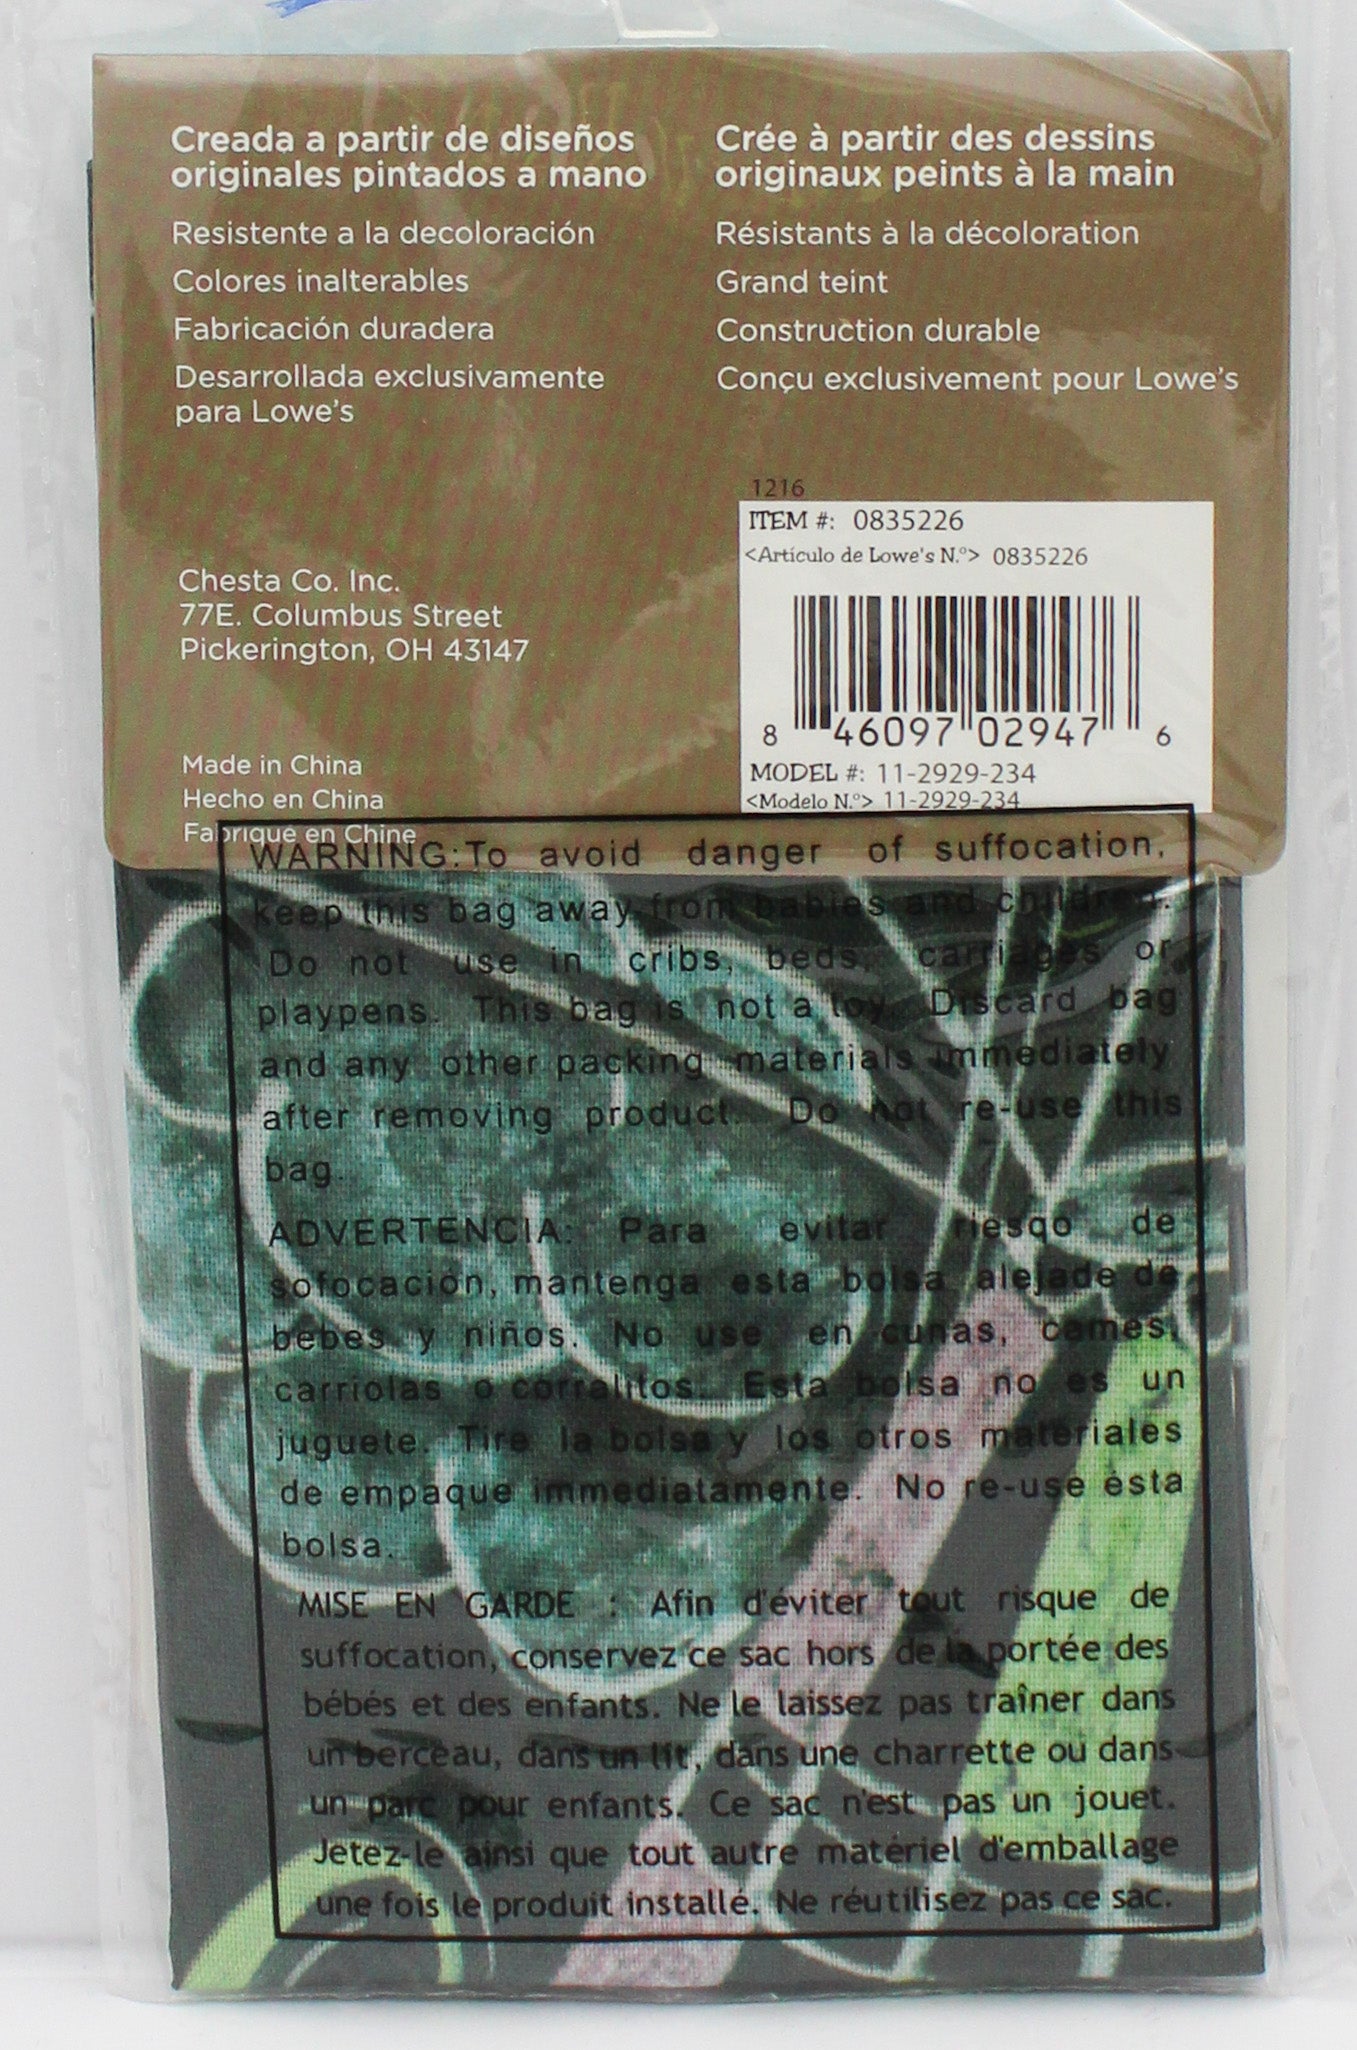 Creada a partir de diseños
originales pintados a mano
Resistente a la decoloración
Colores inalterables
Fabricación duradera
Desarrollada exclusivamente
para Lowe's
Crée à partir des dessins
originaux peints à la main
Résistants à la décoloration
Grand teint
Construction durable
Conçu exclusivement pour Lowe's
1216
ITEM #: 0835226
<Artículo de Lowe's N.º> 0835226
8 46097 02947 6
MODEL #: 11-2929-234
<Modelo N.º> 11-2929-234
Chesta Co. Inc.
77E. Columbus Street
Pickerington, OH 43147
Made in China
Hecho en China
Fabriqué en Chine
WARNING:To avoid danger of suffocation,
keep this bag away from babies and children.
Do not use in cribs, beds, carriages or
playpens. This bag is not a toy. Discard bag
and any other packing materials immediately
after removing product. Do not re-use this
bag.
ADVERTENCIA: Para evitar riesqo de
sofocación, mantenga esta bolsa alejade de
bebes y niños. No use en cunas, cames,
carriolas o corralitos. Esta bolsa no es un
juguete. Tire la bolsa y los otros materiales
de empaque immediatamente. No re-use ésta
bolsa.
MISE EN GARDE : Afin d'éviter tout risque de
suffocation, conservez ce sac hors de la portée des
bébés et des enfants. Ne le laissez pas traîner dans
un berceau, dans un lit, dans une charrette ou dans
un parc pour enfants. Ce sac n'est pas un jouet.
Jetez-le ainsi que tout autre matériel d'emballage
une fois le produit installé. Ne réutilisez pas ce sac.